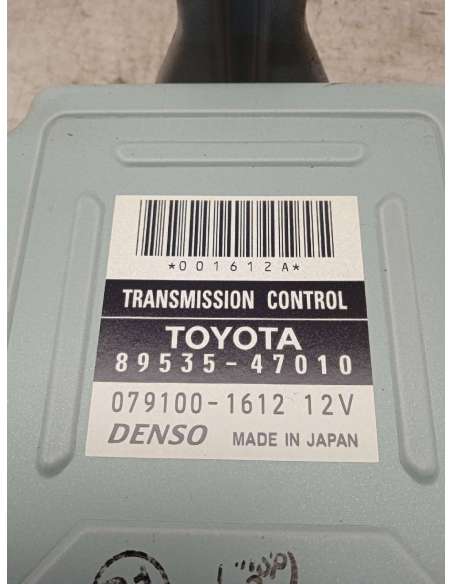 *001612A*
TRANSMISSION CONTROL
TOYOTA
89535-47010
079100-1612 12V
DENSO MADE IN JAPAN